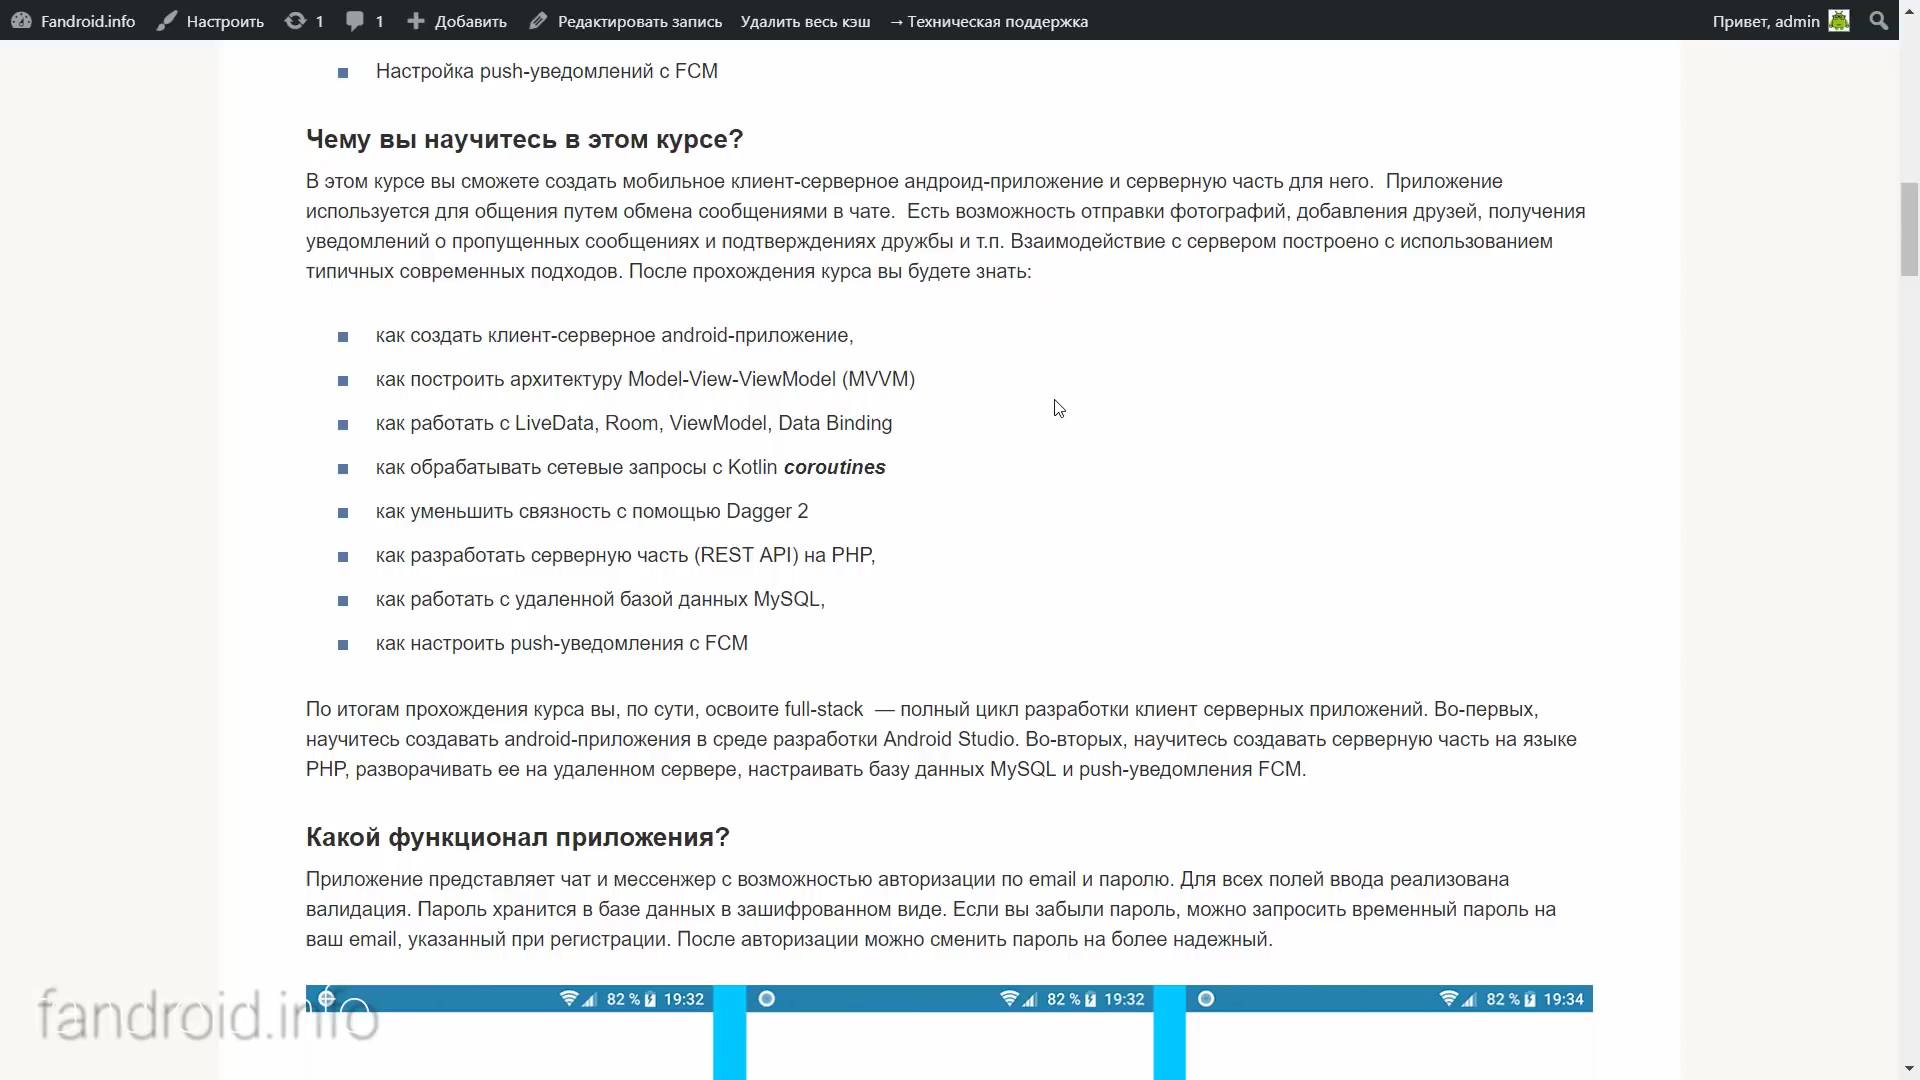 Fandroid.info Настроить 1 1 Добавить Редактировать запись Удалить весь кэш → Техническая поддержка Привет, admin
Настройка push-уведомлений с FCM
Чему вы научитесь в этом курсе?
В этом курсе вы сможете создать мобильное клиент-серверное андроид-приложение и серверную часть для него. Приложение
используется для общения путем обмена сообщениями в чате. Есть возможность отправки фотографий, добавления друзей, получения
уведомлений о пропущенных сообщениях и подтверждениях дружбы и т.п. Взаимодействие с сервером построено с использованием
типичных современных подходов. После прохождения курса вы будете знать:
как создать клиент-серверное android-приложение,
как построить архитектуру Model-View-ViewModel (MVVM)
как работать с LiveData, Room, ViewModel, Data Binding
как обрабатывать сетевые запросы с Kotlin coroutines
как уменьшить связность с помощью Dagger 2
как разработать серверную часть (REST API) на PHP,
как работать с удаленной базой данных MySQL,
как настроить push-уведомления с FCM
По итогам прохождения курса вы, по сути, освоите full-stack — полный цикл разработки клиент серверных приложений. Во-первых,
научитесь создавать android-приложения в среде разработки Android Studio. Во-вторых, научитесь создавать серверную часть на языке
PHP, разворачивать ее на удаленном сервере, настраивать базу данных MySQL и push-уведомления FCM.
Какой функционал приложения?
Приложение представляет чат и мессенжер с возможностью авторизации по email и паролю. Для всех полей ввода реализована
валидация. Пароль хранится в базе данных в зашифрованном виде. Если вы забыли пароль, можно запросить временный пароль на
ваш email, указанный при регистрации. После авторизации можно сменить пароль на более надежный.
82 % 19:32 82 % 19:32 82 % 19:34
fandroid.info